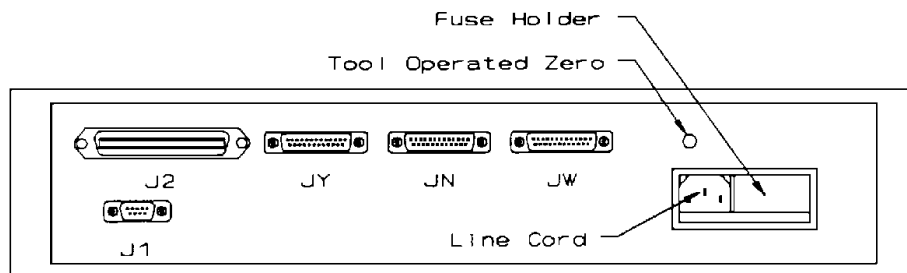 Fuse Holder
Tool Operated Zero
J2
JY
JN
JW
J1
Line Cord